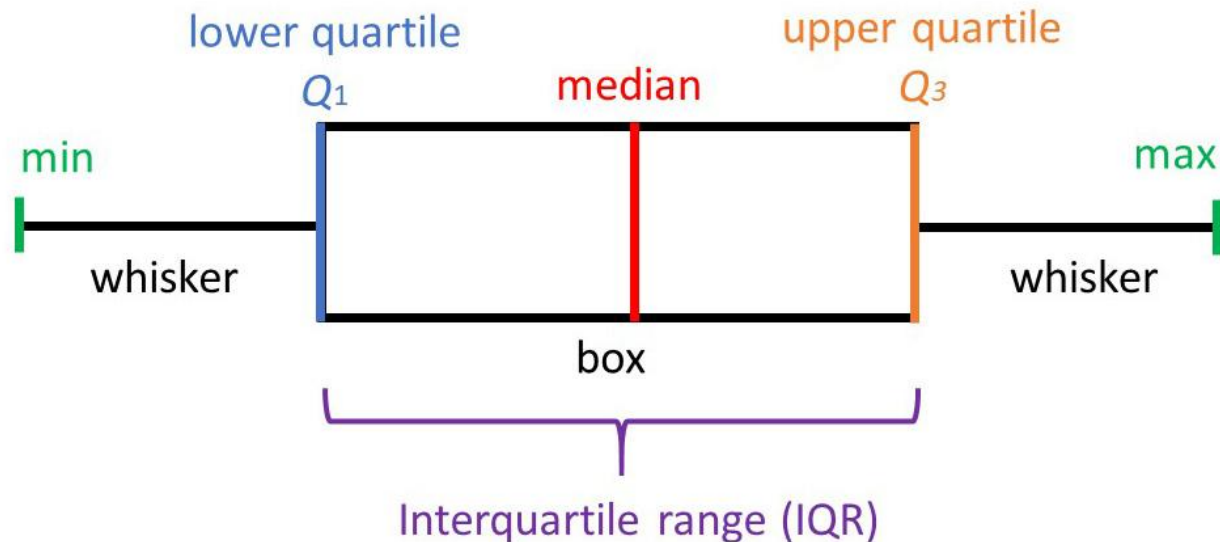 lower quartile
Q1
median
upper quartile
Q3
min
max
whisker
whisker
box
Interquartile range (IQR)